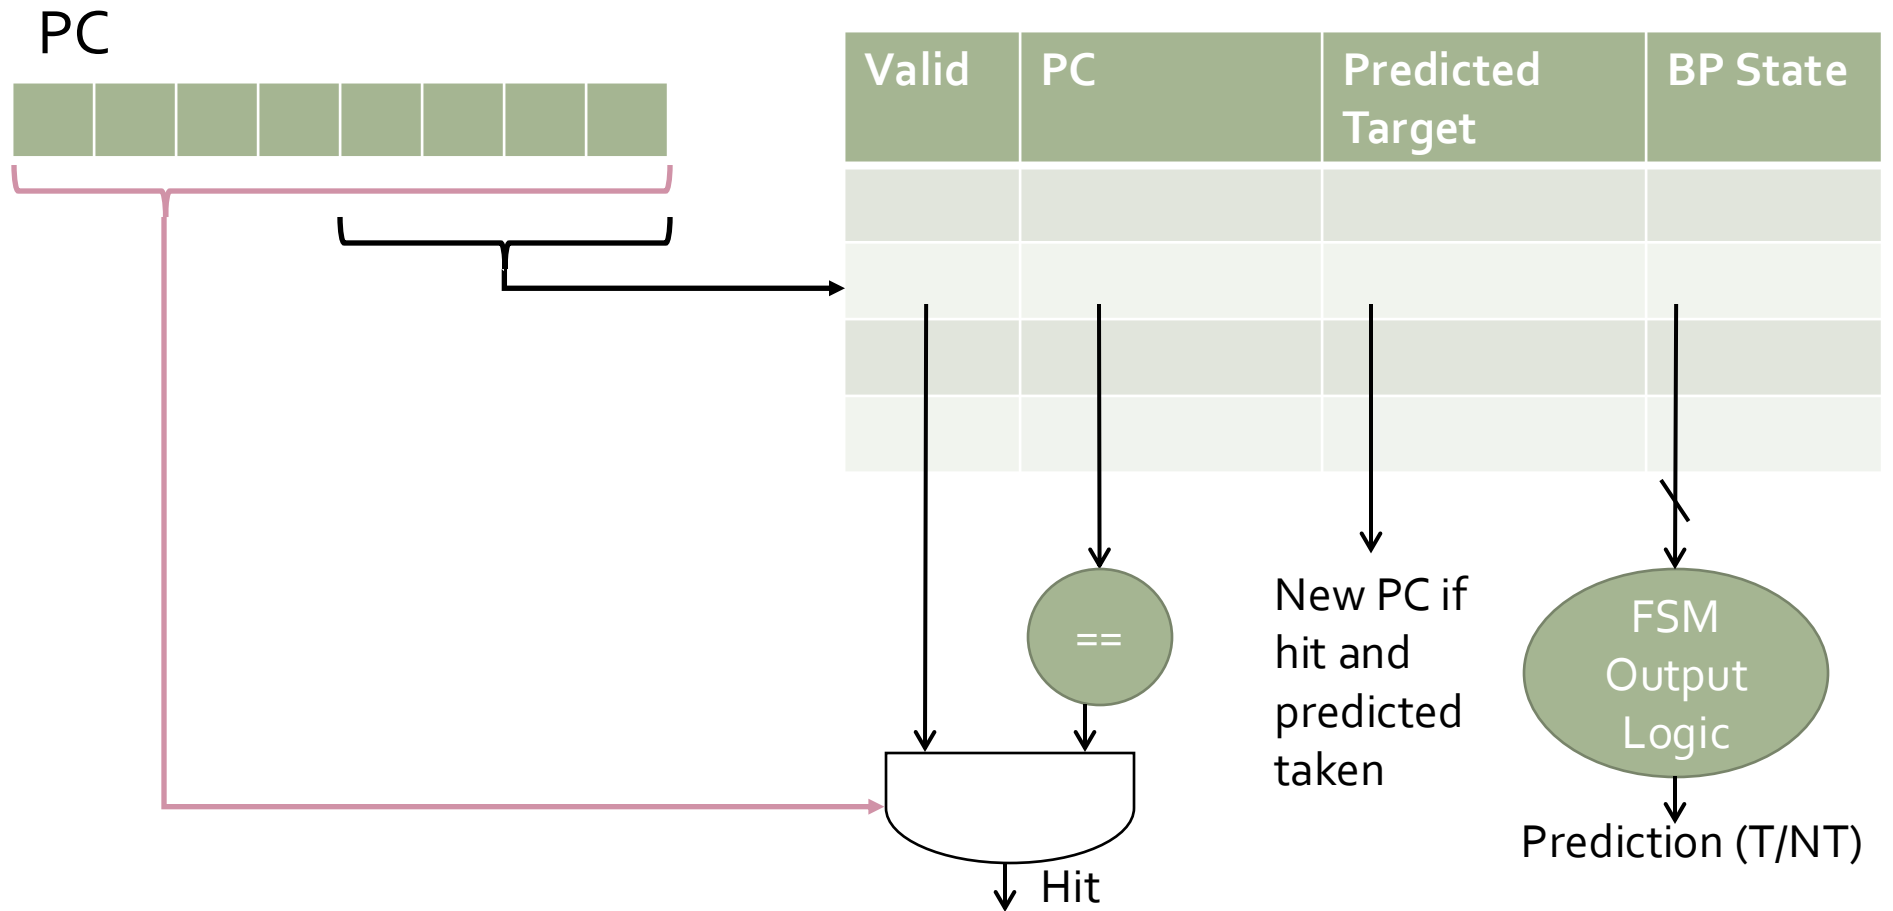 PC
Valid
PC
Predicted
Target
BP State
==
New PC if
hit and
predicted
taken
FSM
Output
Logic
Prediction (T/NT)
Hit